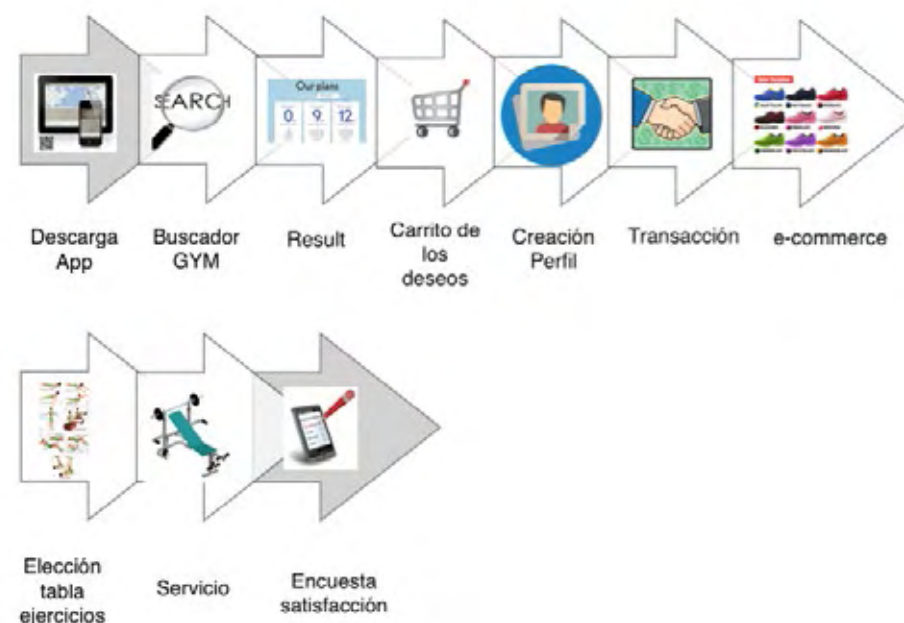 SEARCH
Our plans
0 9 12
Descarga
App
Buscador
GYM
Result
Carrito de
los
deseos
Creación
Perfil
Transacción
e-commerce
Elección
tabla
ejercicios
Servicio
Encuesta
satisfacción